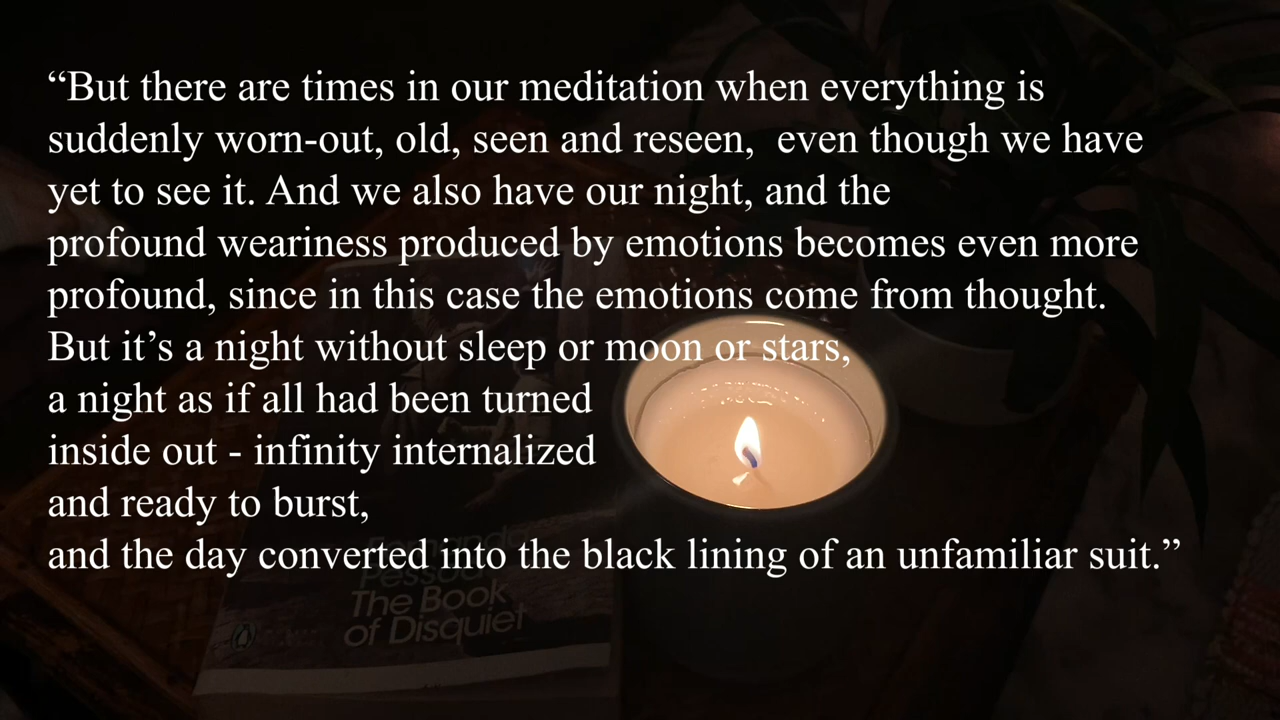 “But there are times in our meditation when everything is
suddenly worn-out, old, seen and reseen,  even though we have
yet to see it. And we also have our night, and the
profound weariness produced by emotions becomes even more
profound, since in this case the emotions come from thought.
But it’s a night without sleep or moon or stars,
a night as if all had been turned
inside out - infinity internalized
and ready to burst,
and the day converted into the black lining of an unfamiliar suit.”
Fernando
Pessoa
The Book
of Disquiet